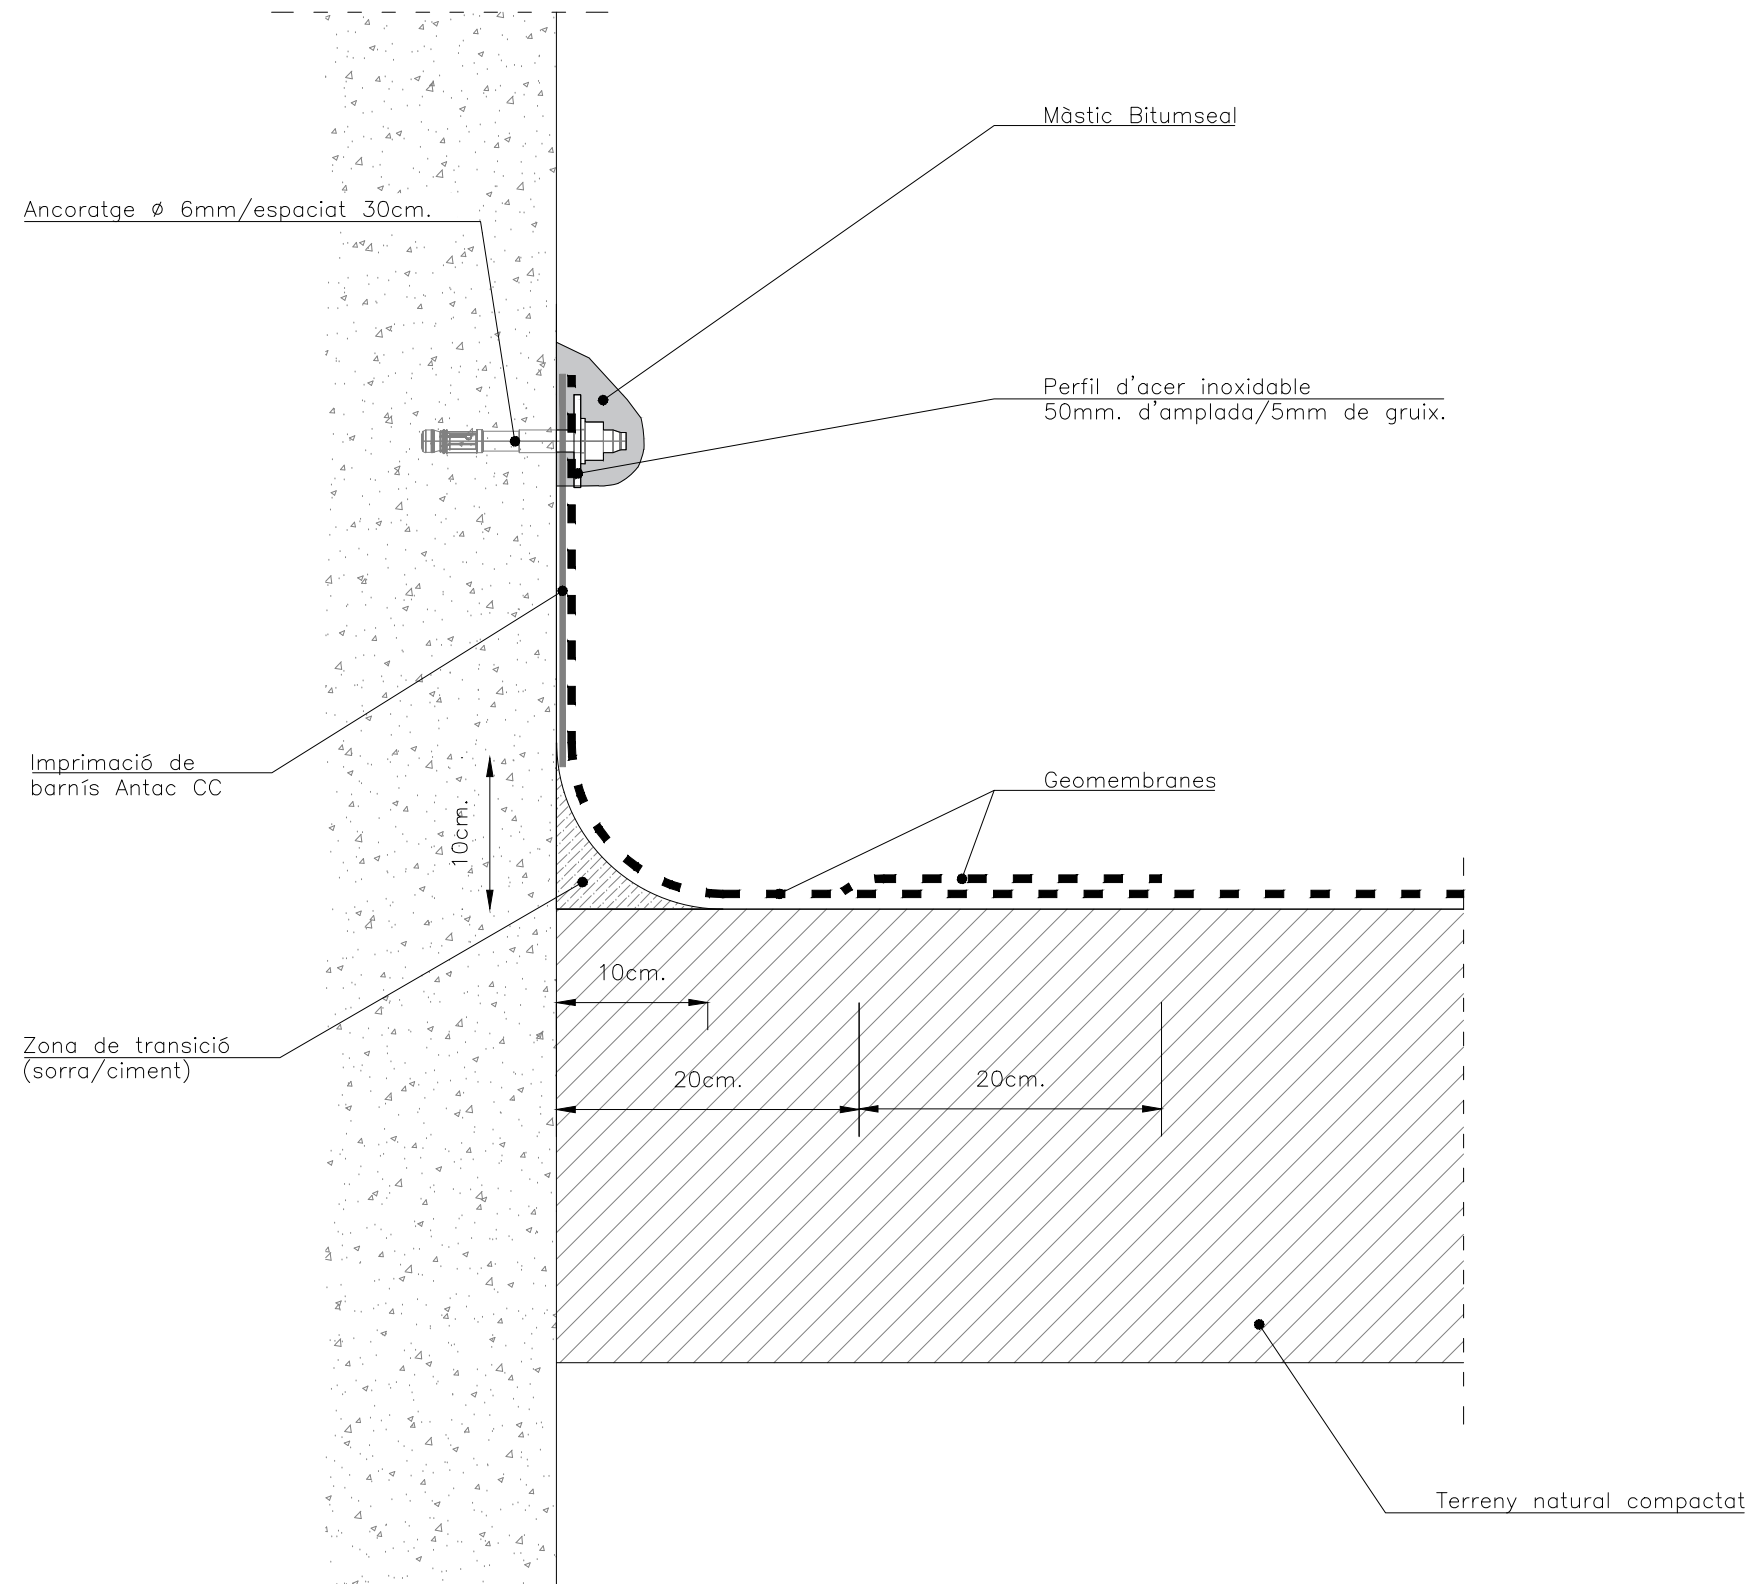 Màstic Bitumseal
Ancoratge ø 6mm/espaciat 30cm.
Perfil d'acer inoxidable
50mm. d'amplada/5mm de gruix.
Imprimació de
barnís Antac CC
10cm.
Geomembranes
10cm.
Zona de transició
(sorra/ciment)
20cm.
20cm.
Terreny natural compactat